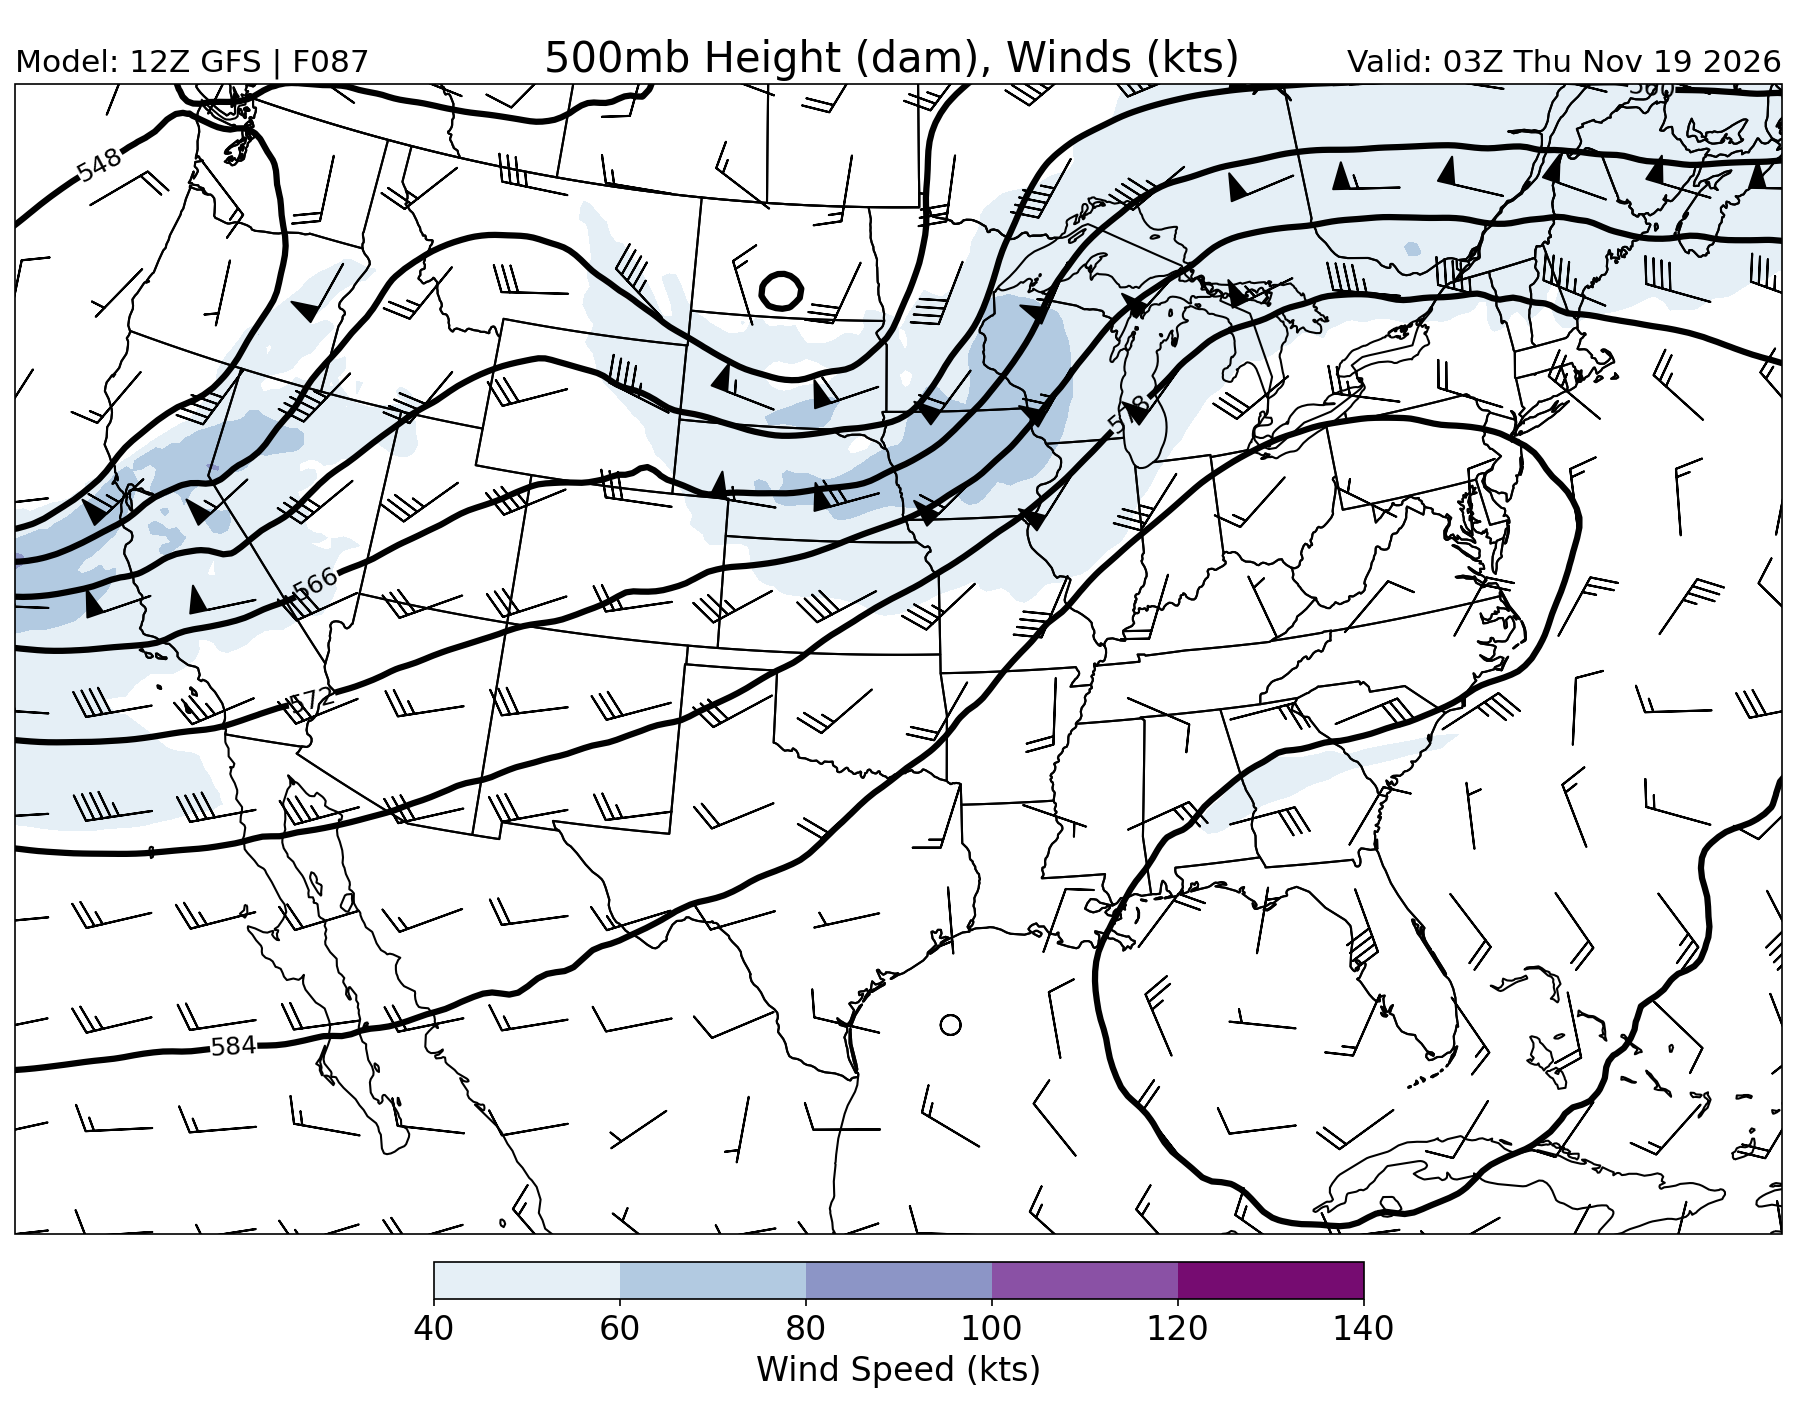 Model: 12Z GFS | F087
500mb Height (dam), Winds (kts)
Valid: 03Z Thu Nov 19 2026
548
566
572
584
40 60 80 100 120 140
Wind Speed (kts)